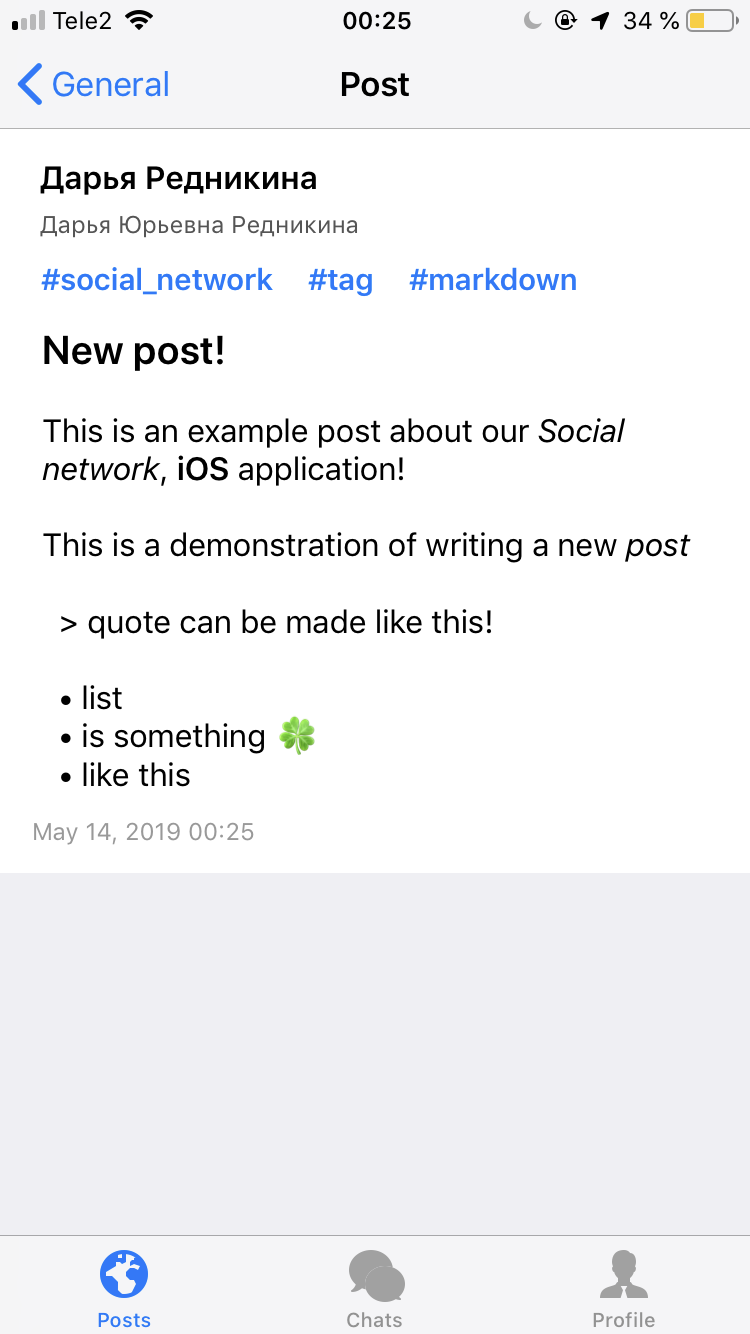 Tele2 00:25 34 %
General Post
Дарья Редникина
Дарья Юрьевна Редникина
#social_network #tag #markdown
New post!
This is an example post about our Social
network, iOS application!
This is a demonstration of writing a new post
> quote can be made like this!
• list
• is something 🍀
• like this
May 14, 2019 00:25
Posts Chats Profile